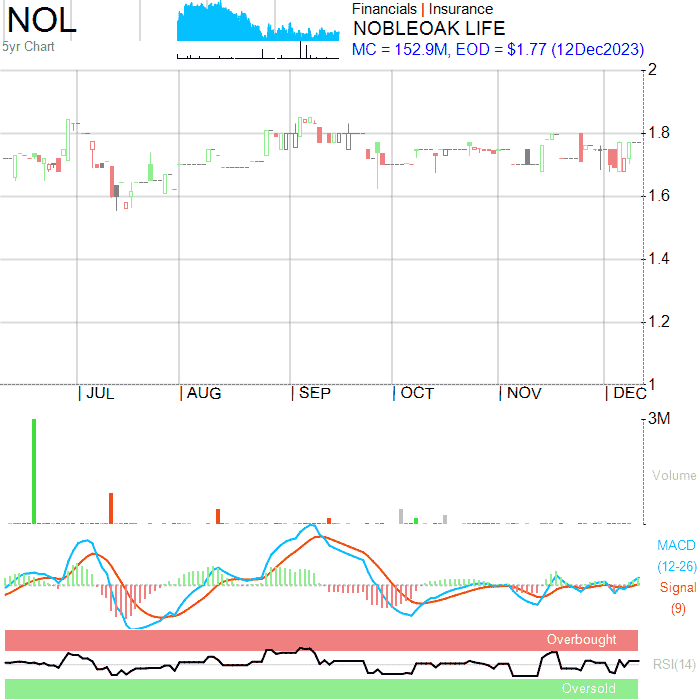 NOL
5yr Chart
Financials | Insurance
NOBLEOAK LIFE
MC = 152.9M, EOD = $1.77 (12Dec2023)
2
1.8
1.6
1.4
1.2
1
| JUL | AUG | SEP | OCT | NOV | DEC
3M
Volume
MACD
(12-26)
Signal
(9)
Overbought
RSI(14)
Oversold